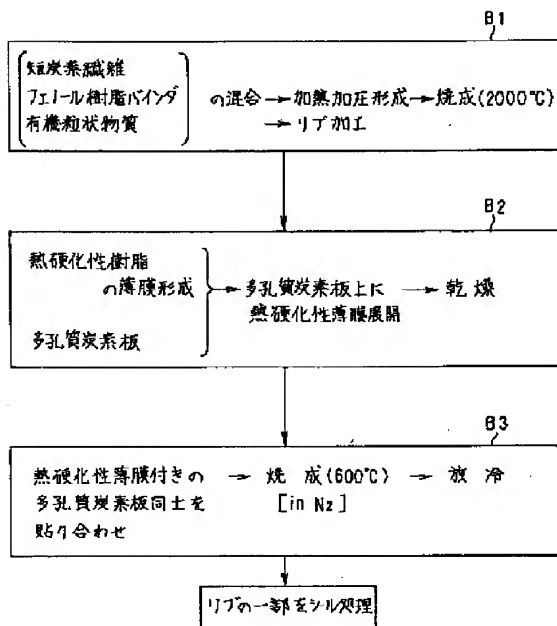 B1
短炭素繊維
フェノール樹脂バインダ の混合→加熱加圧形成→焼成(2000℃)
有機粒状物質 →リブ加工
B2
熱硬化性樹脂
の薄膜形成 →多孔質炭素板上に →乾燥
熱硬化性薄膜展開
多孔質炭素板
B3
熱硬化性薄膜付きの → 焼成(600℃) → 放冷
多孔質炭素板同士を [in N2]
貼り合わせ
リブの一部をシール処理